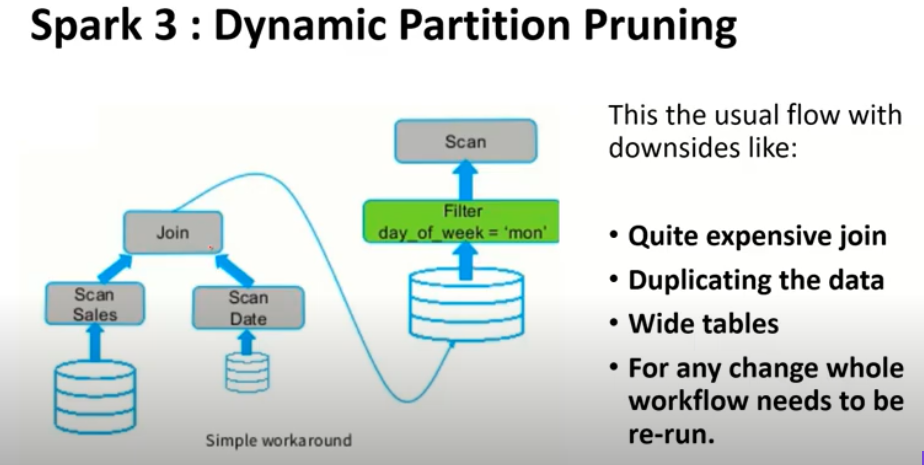 Spark 3 : Dynamic Partition Pruning
This the usual flow with
downsides like:
Scan
Filter
day_of_week = 'mon'
Join
Scan
Sales
Scan
Date
Simple workaround
• Quite expensive join
• Duplicating the data
• Wide tables
• For any change whole
workflow needs to be
re-run.